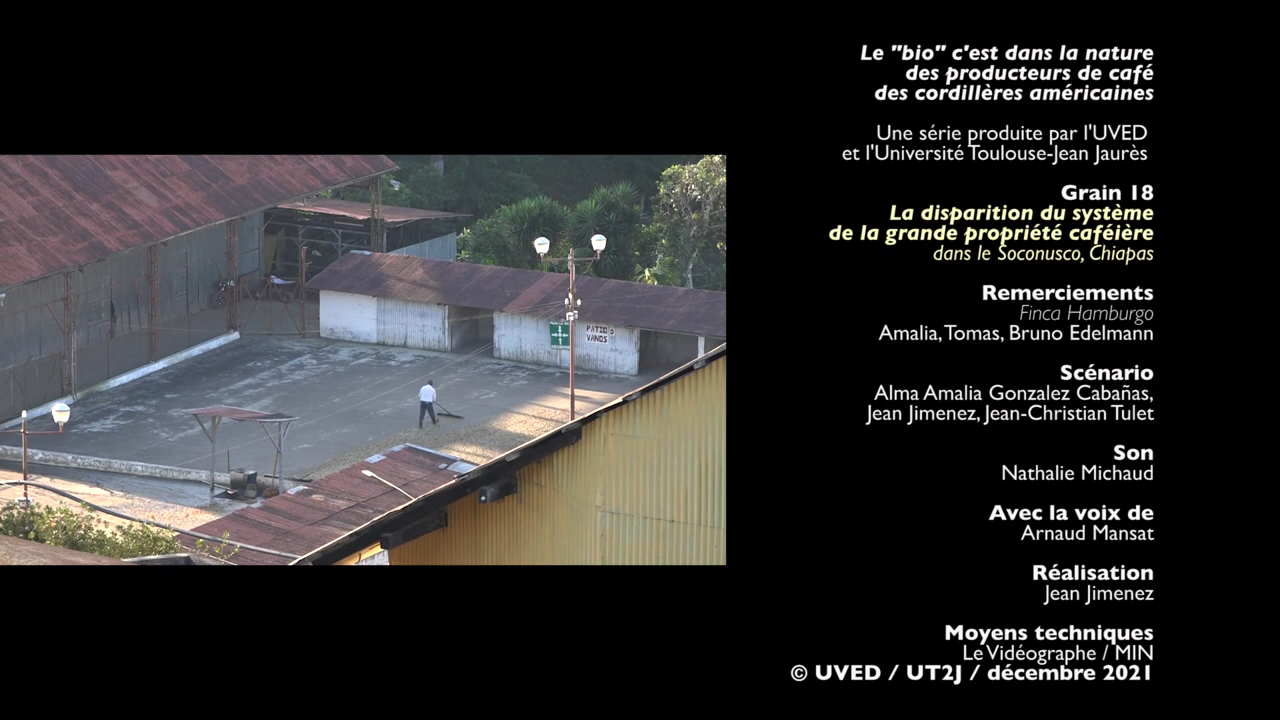 Le "bio" c'est dans la nature
des producteurs de café
des cordillères américaines
Une série produite par l'UVED
et l'Université Toulouse-Jean Jaurès
Grain 18
La disparition du système
de la grande propriété caféière
dans le Soconusco, Chiapas
Remerciements
Finca Hamburgo
Amalia, Tomas, Bruno Edelmann
Scénario
Alma Amalia Gonzalez Cabañas,
Jean Jimenez, Jean-Christian Tulet
Son
Nathalie Michaud
Avec la voix de
Arnaud Mansat
Réalisation
Jean Jimenez
Moyens techniques
Le Vidéographe / MIN
© UVED / UT2J / décembre 2021
PATIO D
VANOS